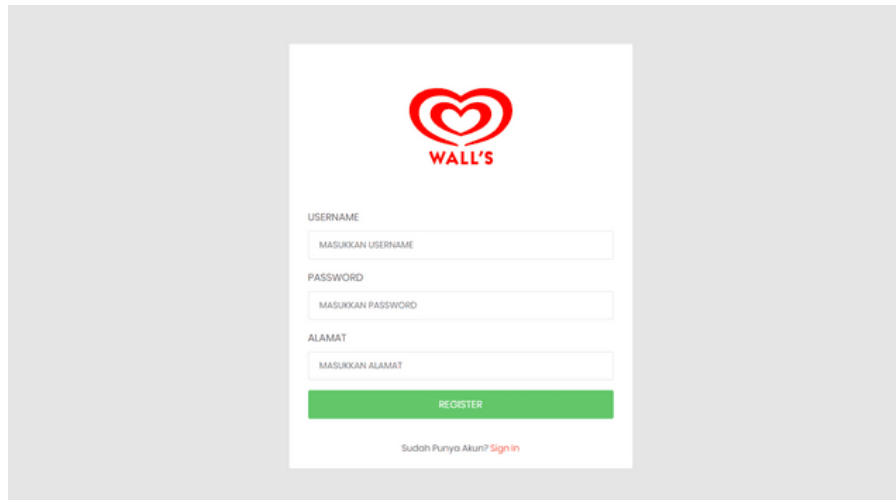 WALL'S
USERNAME
MASUKKAN USERNAME
PASSWORD
MASUKKAN PASSWORD
ALAMAT
MASUKKAN ALAMAT
REGISTER
Sudah Punya Akun? Sign In